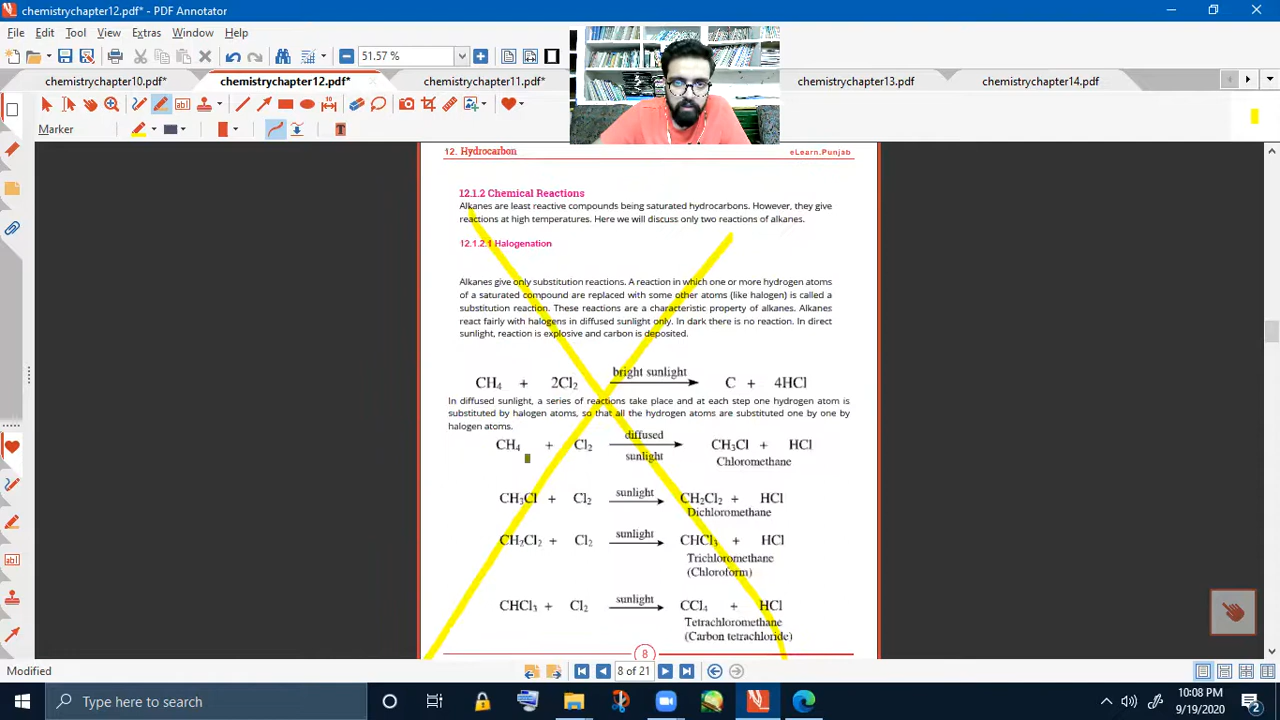 chemistrychapter12.pdf* - PDF Annotator
File Edit Tool View Extras Window Help
51.57 %
chemistrychapter10.pdf* chemistrychapter12.pdf* chemistrychapter11.pdf* chemistrychapter13.pdf chemistrychapter14.pdf
Marker
12. Hydrocarbon eLearn.Punjab
12.1.2 Chemical Reactions
Alkanes are least reactive compounds being saturated hydrocarbons. However, they give
reactions at high temperatures. Here we will discuss only two reactions of alkanes.
12.1.2.1 Halogenation
Alkanes give only substitution reactions. A reaction in which one or more hydrogen atoms
of a saturated compound are replaced with some other atoms (like halogen) is called a
substitution reaction. These reactions are a characteristic property of alkanes. Alkanes
react fairly with halogens in diffused sunlight only. In dark there is no reaction. In direct
sunlight, reaction is explosive and carbon is deposited.
bright sunlight
CH₄ + 2Cl₂ → C + 4HCl
In diffused sunlight, a series of reactions take place and at each step one hydrogen atom is
substituted by halogen atoms, so that all the hydrogen atoms are substituted one by one by
halogen atoms.
diffused
CH₄ + Cl₂ → CH₃Cl + HCl
sunlight Chloromethane
sunlight
CH₃Cl + Cl₂ → CH₂Cl₂ + HCl
Dichloromethane
sunlight
CH₂Cl₂ + Cl₂ → CHCl₃ + HCl
Trichloromethane
(Chloroform)
sunlight
CHCl₃ + Cl₂ → CCl₄ + HCl
Tetrachloromethane
(Carbon tetrachloride)
8
Modified 8 of 21
Type here to search
10:08 PM
9/19/2020
2